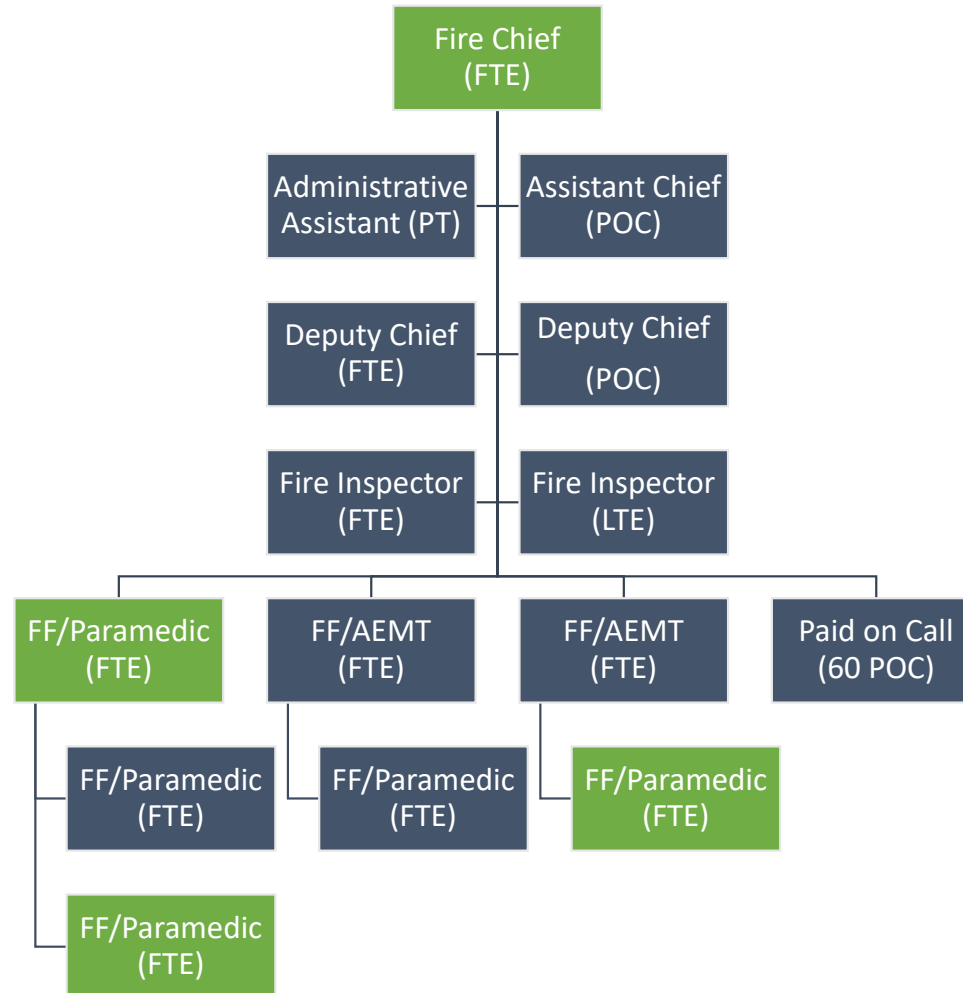 Fire Chief
(FTE)
Administrative
Assistant (PT)
Assistant Chief
(POC)
Deputy Chief
(FTE)
Deputy Chief
(POC)
Fire Inspector
(FTE)
Fire Inspector
(LTE)
FF/Paramedic
(FTE)
FF/AEMT
(FTE)
FF/AEMT
(FTE)
Paid on Call
(60 POC)
FF/Paramedic
(FTE)
FF/Paramedic
(FTE)
FF/Paramedic
(FTE)
FF/Paramedic
(FTE)